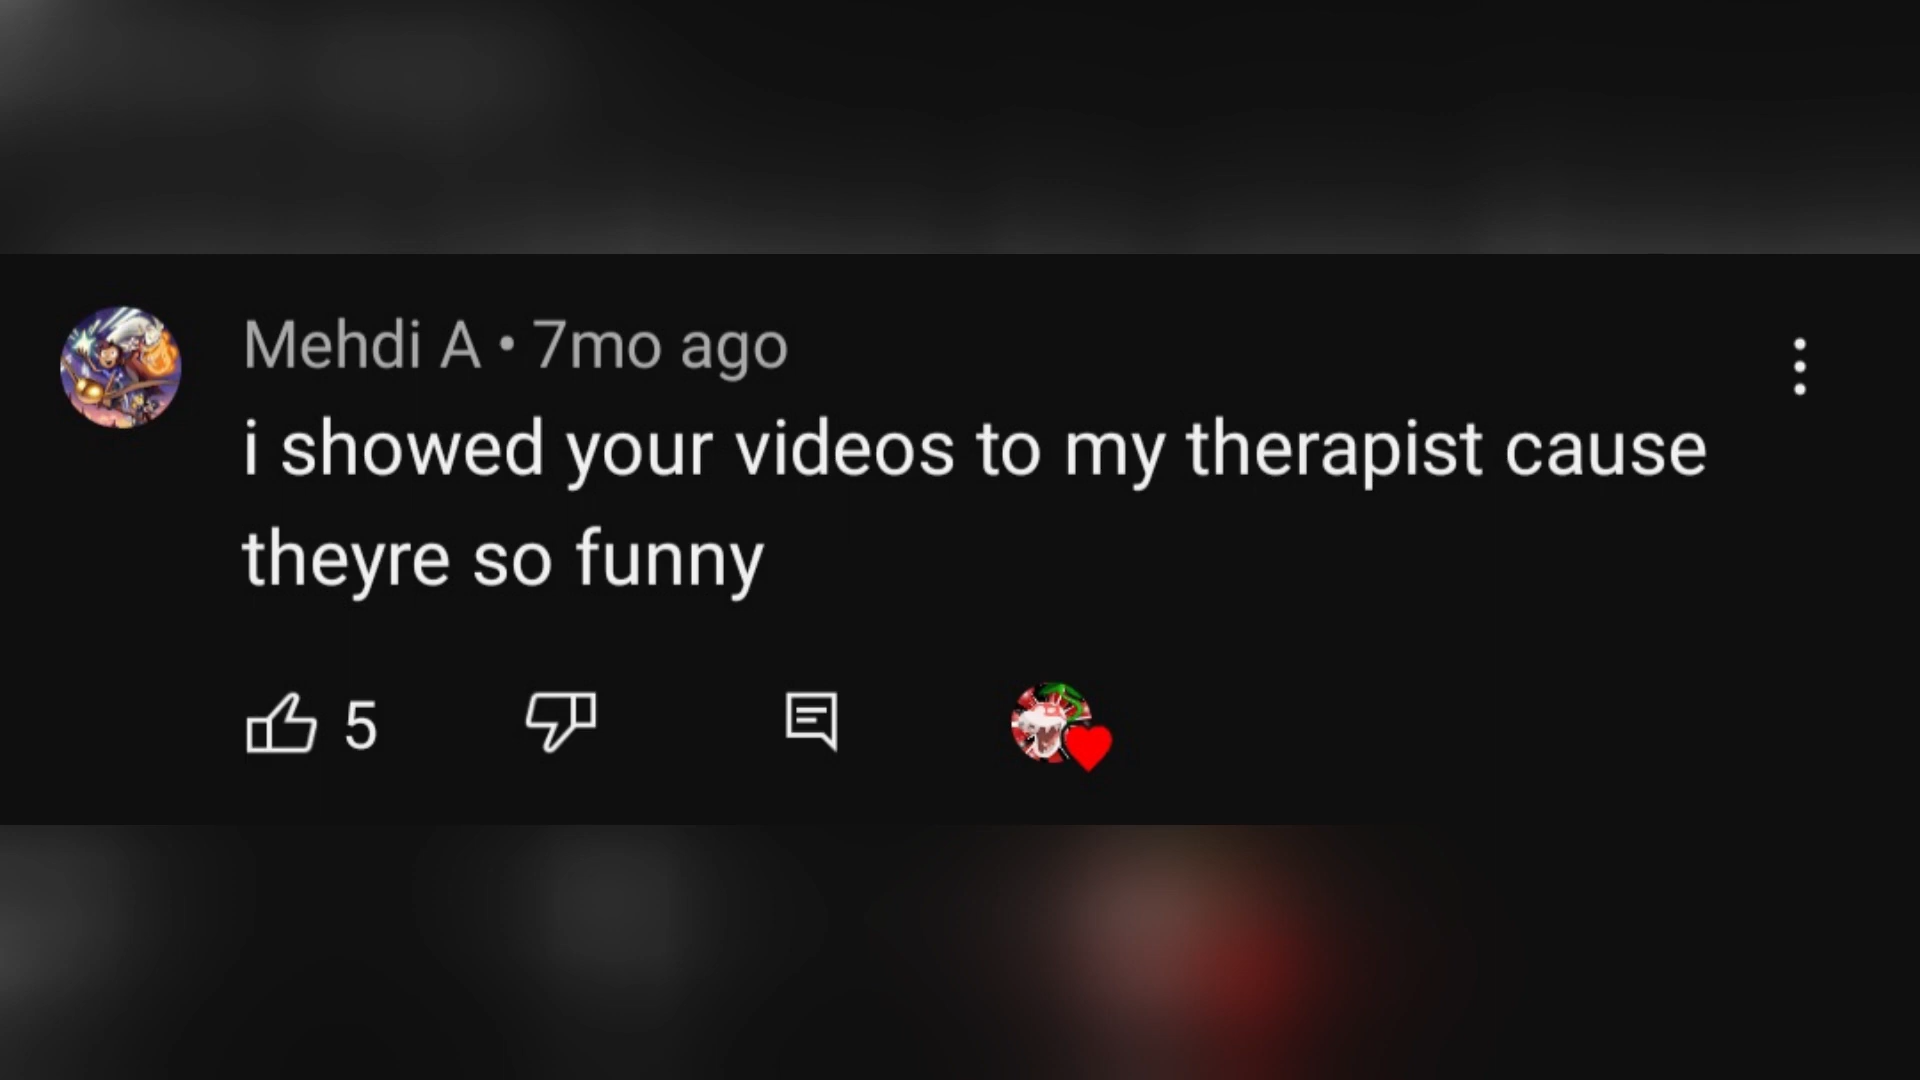 Mehdi A • 7mo ago
i showed your videos to my therapist cause
theyre so funny
5